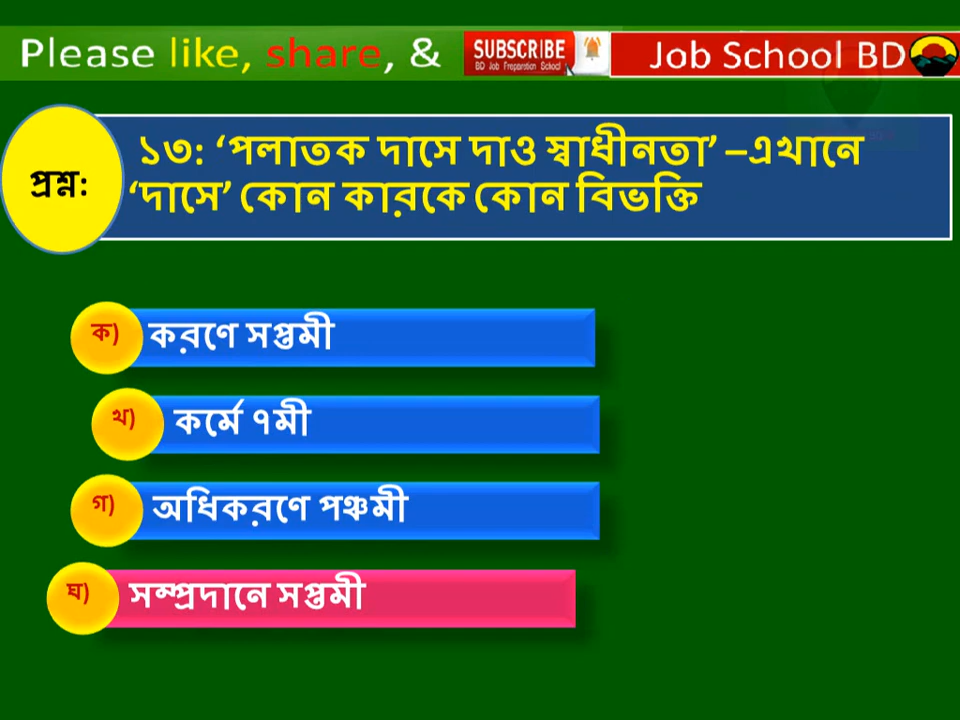 Please like, share, & SUBSCRIBE Job School BD
BD Job Preparation School
প্রশ্ন:
১৩: ‘পলাতক দাসে দাও স্বাধীনতা’ –এখানে
‘দাসে’ কোন কারকে কোন বিভক্তি
ক) করণে সপ্তমী
খ) কর্মে ৭মী
গ) অধিকরণে পঞ্চমী
ঘ) সম্প্রদানে সপ্তমী